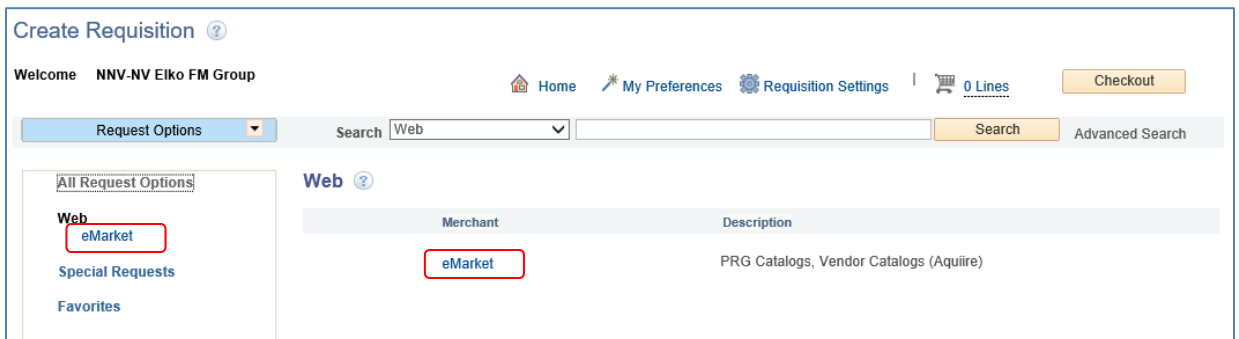 Create Requisition ?
Welcome NNV-NV Elko FM Group
Home My Preferences Requisition Settings | 0 Lines Checkout
Request Options Search Web Search Advanced Search
All Request Options
Web
eMarket
Special Requests
Favorites
Web ?
Merchant Description
eMarket PRG Catalogs, Vendor Catalogs (Aquiire)